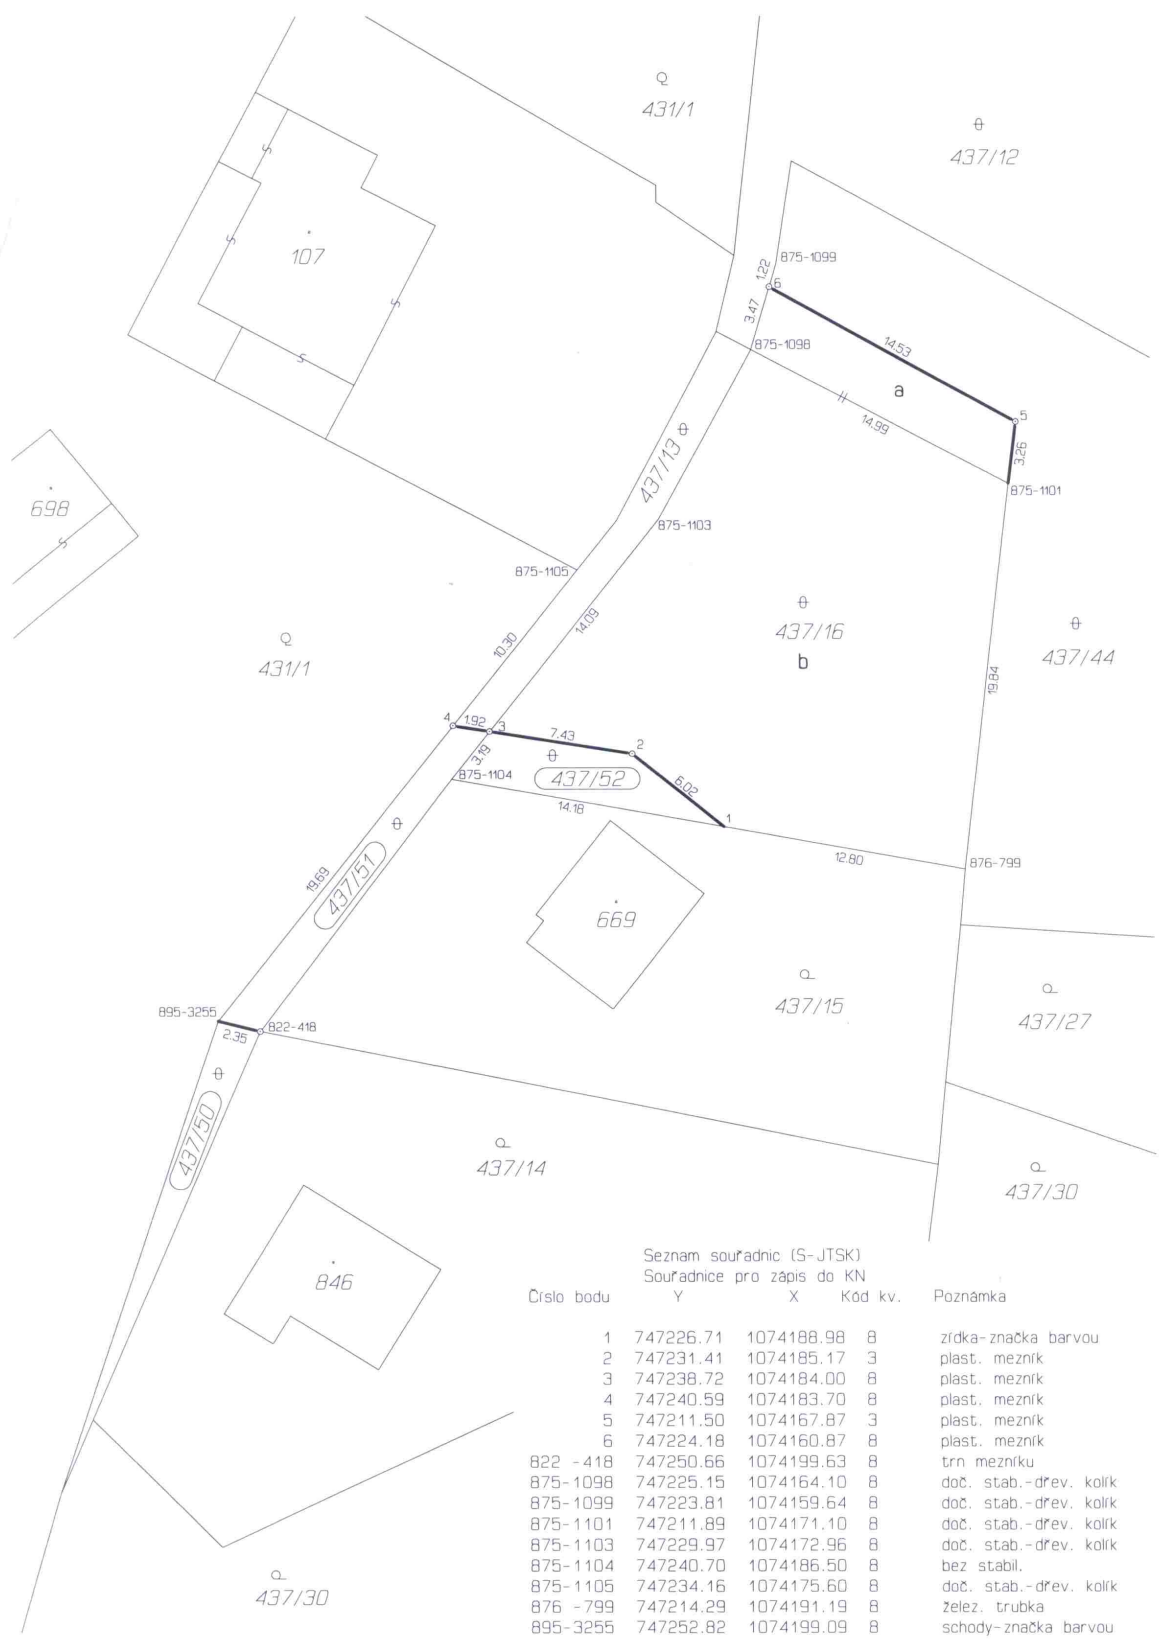 431/1
437/12
107
875-1099
1.22
6
3.47
875-1098
14.53
a
14.99
5
3.26
875-1101
437/13
698
875-1103
875-1105
14.09
10.30
431/1
437/16
b
437/44
19.84
4
1.92
3
7.43
2
3.19
875-1104
437/52
6.02
14.18
1
12.80
876-799
19.69
437/51
669
895-3255
2.35
822-418
437/15
437/27
437/50
437/14
437/30
846
437/30
Seznam souřadnic (S-JTSK)
Souřadnice pro zápis do KN
Číslo bodu Y X Kód kv. Poznámka
1 747226.71 1074188.98 8 zídka-značka barvou
2 747231.41 1074185.17 3 plast. mezník
3 747238.72 1074184.00 8 plast. mezník
4 747240.59 1074183.70 8 plast. mezník
5 747211.50 1074167.87 3 plast. mezník
6 747224.18 1074160.87 8 plast. mezník
822 -418 747250.66 1074199.63 8 trn mezníku
875-1098 747225.15 1074164.10 8 doč. stab.-dřev. kolík
875-1099 747223.81 1074159.64 8 doč. stab.-dřev. kolík
875-1101 747211.89 1074171.10 8 doč. stab.-dřev. kolík
875-1103 747229.97 1074172.96 8 doč. stab.-dřev. kolík
875-1104 747240.70 1074186.50 8 bez stabil.
875-1105 747234.16 1074175.60 8 doč. stab.-dřev. kolík
876 -799 747214.29 1074191.19 8 želez. trubka
895-3255 747252.82 1074199.09 8 schody-značka barvou